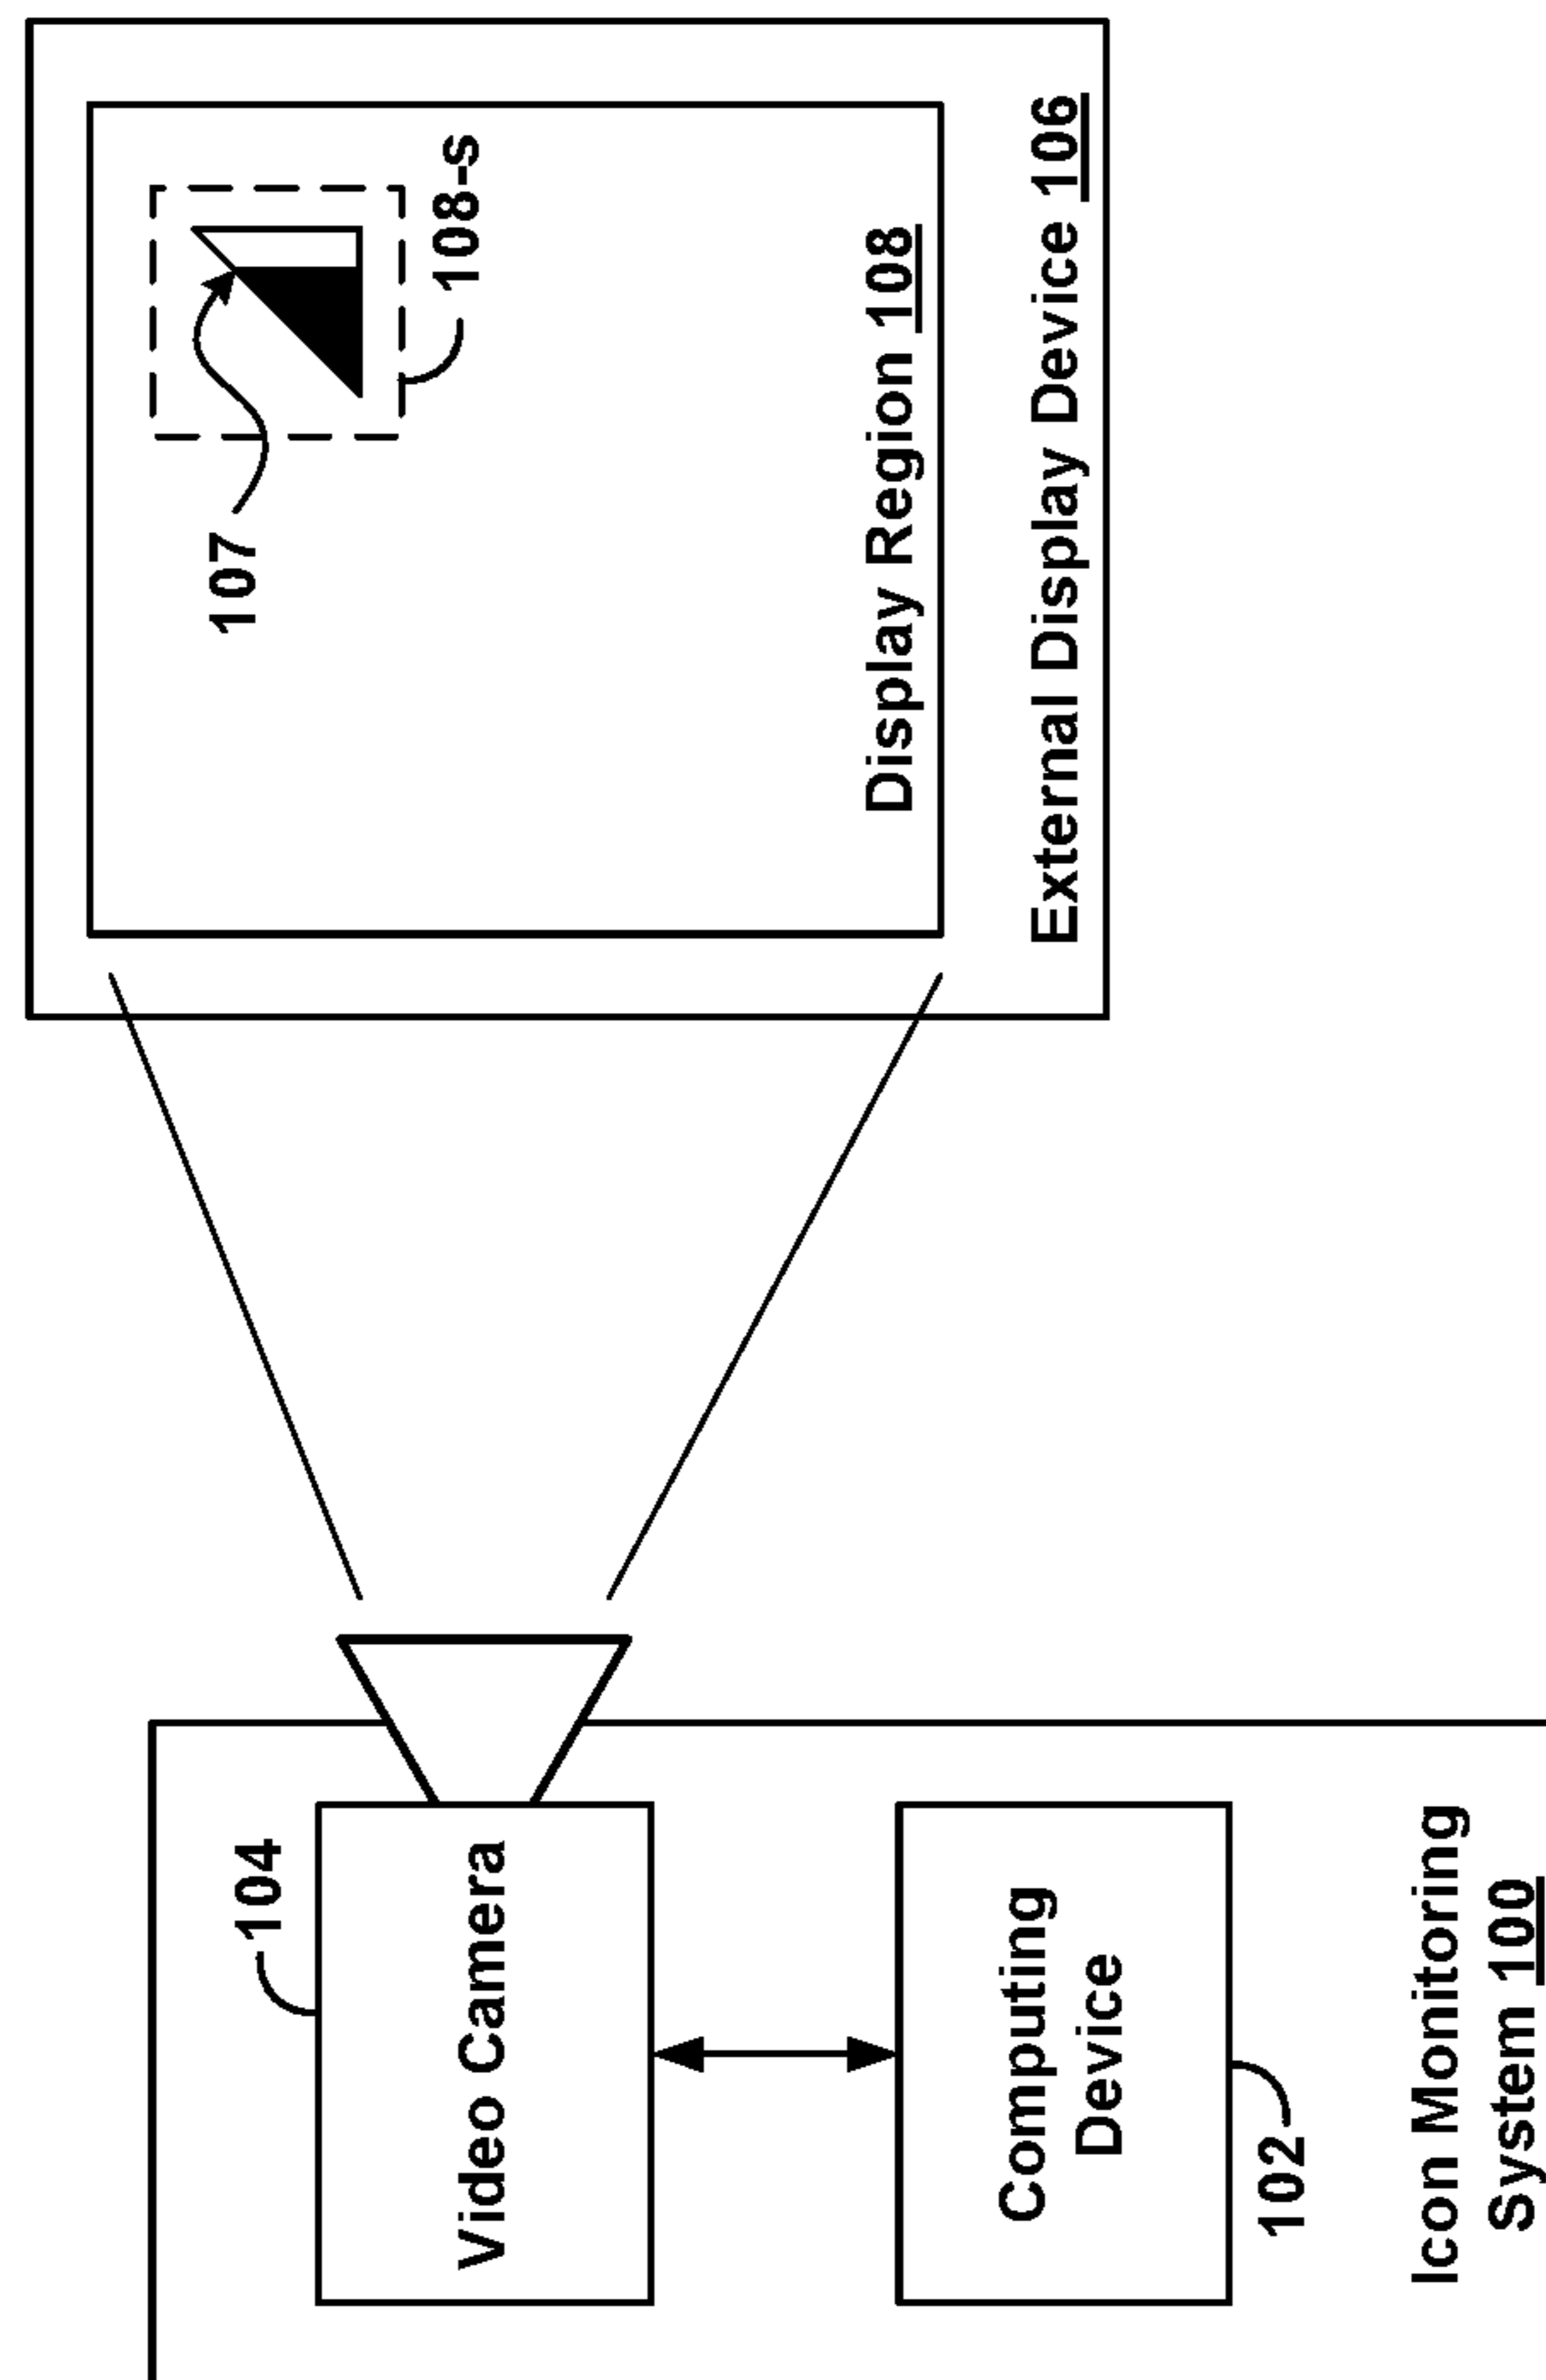 104
Video Camera
Computing
Device
102
Icon Monitoring
System 100
107
108-s
Display Region 108
External Display Device 106